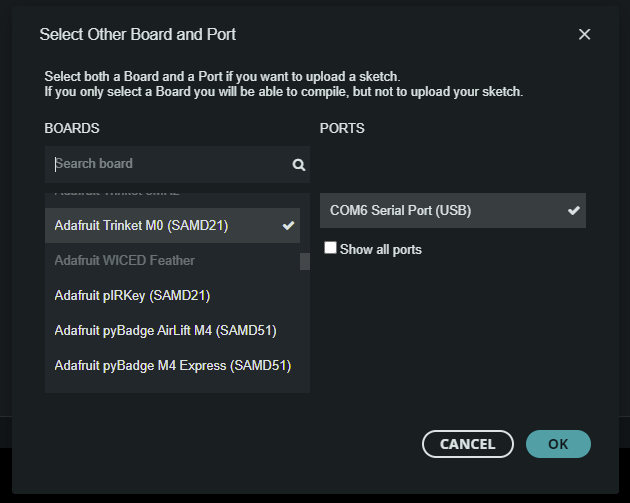 Select Other Board and Port
Select both a Board and a Port if you want to upload a sketch.
If you only select a Board you will be able to compile, but not to upload your sketch.
BOARDS
Search board
Adafruit Trinket M0 (SAMD21)
Adafruit WICED Feather
Adafruit pIRKey (SAMD21)
Adafruit pyBadge AirLift M4 (SAMD51)
Adafruit pyBadge M4 Express (SAMD51)
PORTS
COM6 Serial Port (USB)
Show all ports
CANCEL
OK